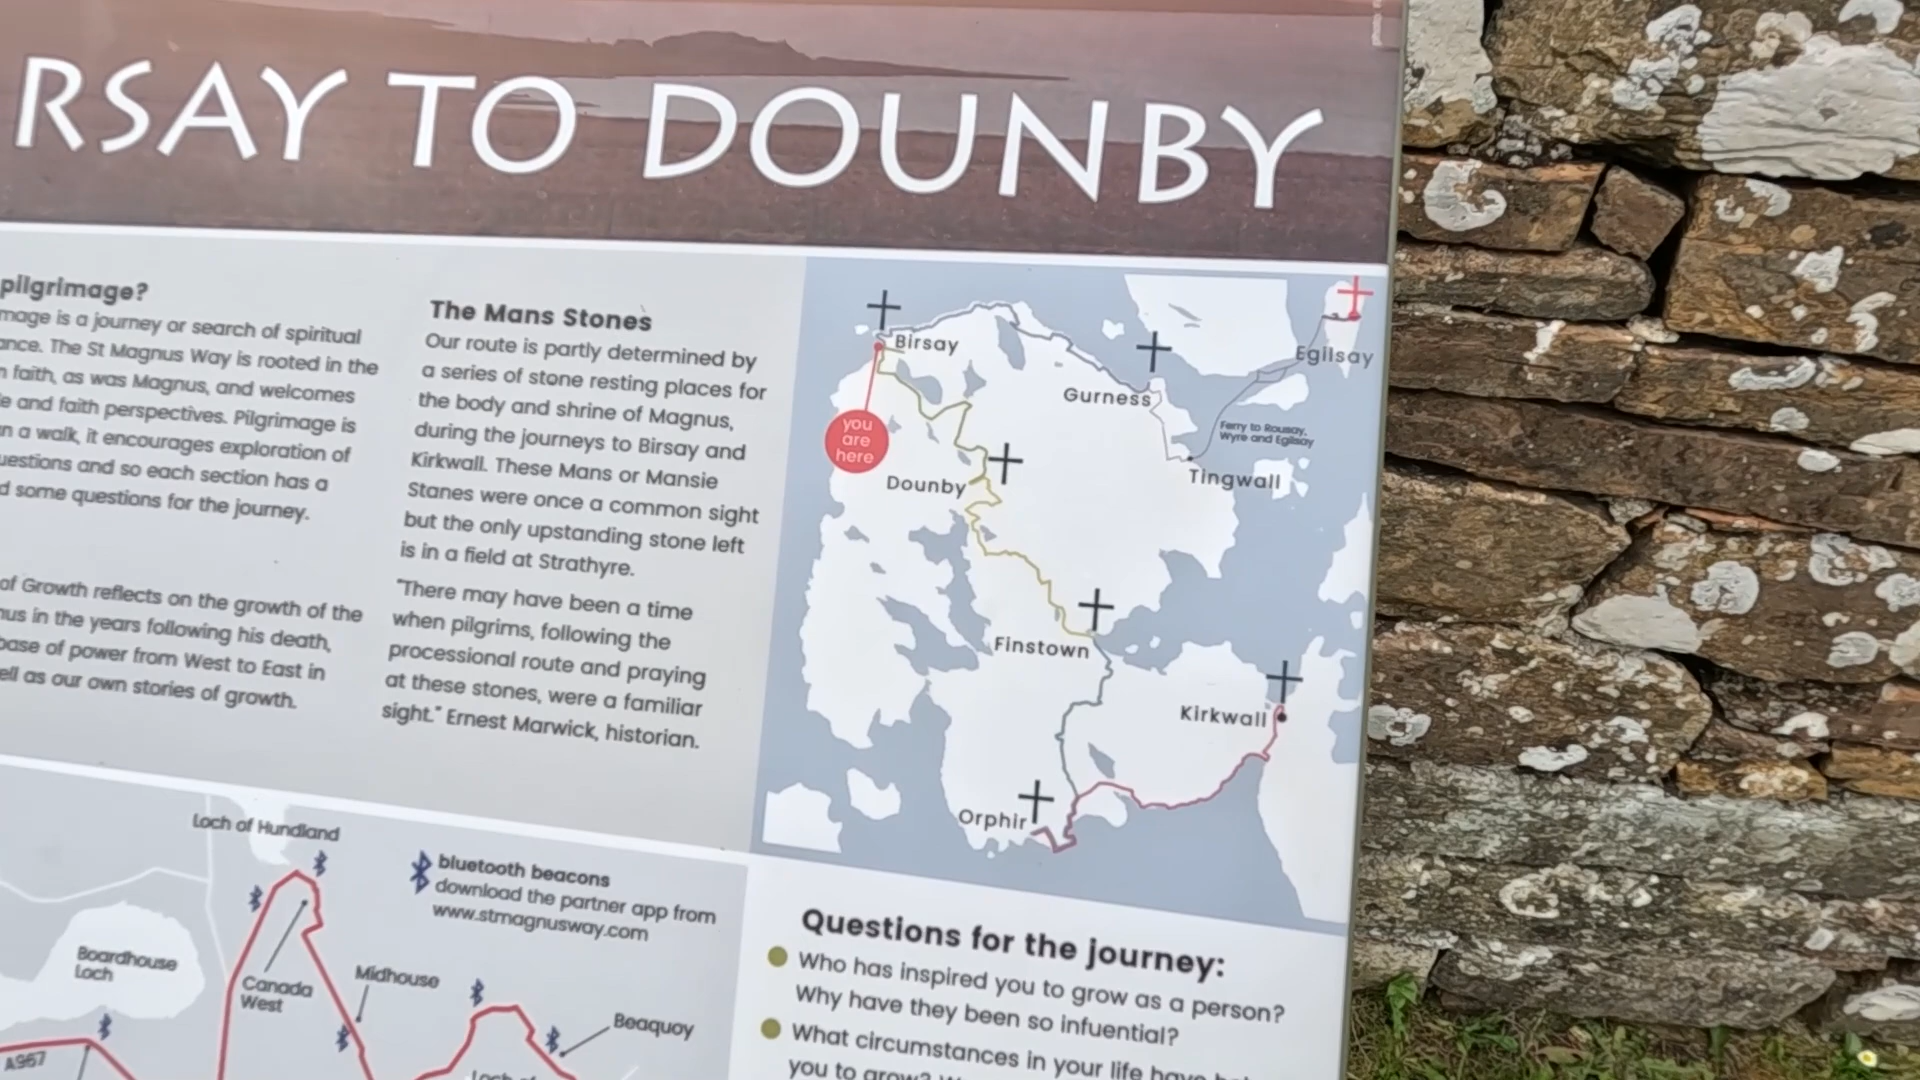 RSAY TO DOUNBY
pilgrimage?
mage is a journey or search of spiritual
ance. The St Magnus Way is rooted in the
n faith, as was Magnus, and welcomes
e and faith perspectives. Pilgrimage is
n a walk, it encourages exploration of
uestions and so each section has a
d some questions for the journey.
of Growth reflects on the growth of the
nus in the years following his death,
base of power from West to East in
ell as our own stories of growth.
The Mans Stones
Our route is partly determined by
a series of stone resting places for
the body and shrine of Magnus,
during the journeys to Birsay and
Kirkwall. These Mans or Mansie
Stanes were once a common sight
but the only upstanding stone left
is in a field at Strathyre.
"There may have been a time
when pilgrims, following the
processional route and praying
at these stones, were a familiar
sight." Ernest Marwick, historian.
Birsay
you
are
here
Gurness
Egilsay
Ferry to Rousay,
Wyre and Egilsay
Tingwall
Dounby
Finstown
Kirkwall
Orphir
Loch of Hundland
bluetooth beacons
download the partner app from
www.stmagnusway.com
Boardhouse
Loch
Canada
West
Midhouse
Beaquoy
A967
Loch of
Questions for the journey:
Who has inspired you to grow as a person?
Why have they been so infuential?
What circumstances in your life have
you to grow?